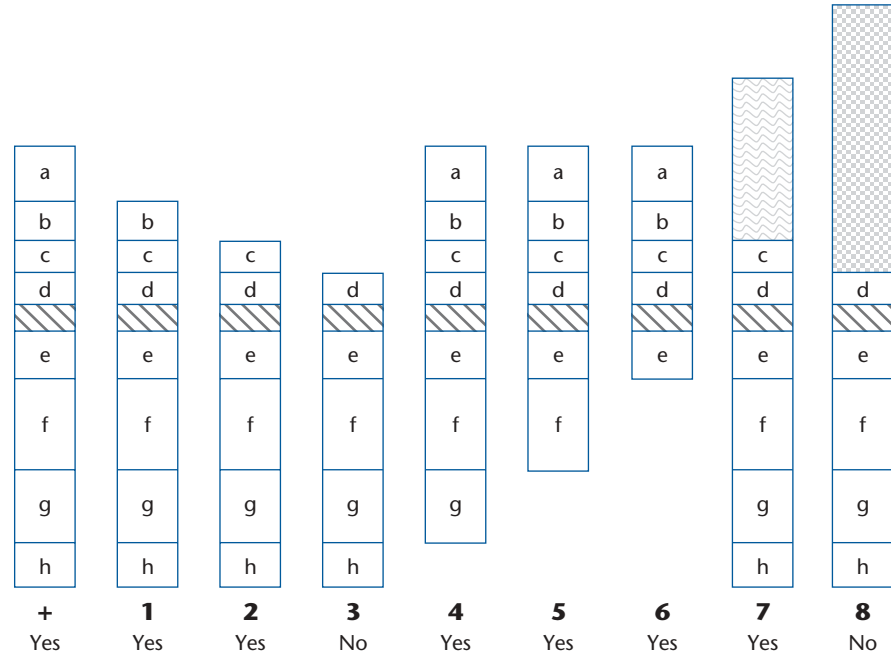 a a a a
b b b b b
c c c c c c c
d d d d d d d d d
e e e e e e e e e
f f f f f f f f
g g g g g g g
h h h h h h
+ 1 2 3 4 5 6 7 8
Yes Yes Yes No Yes Yes Yes Yes No